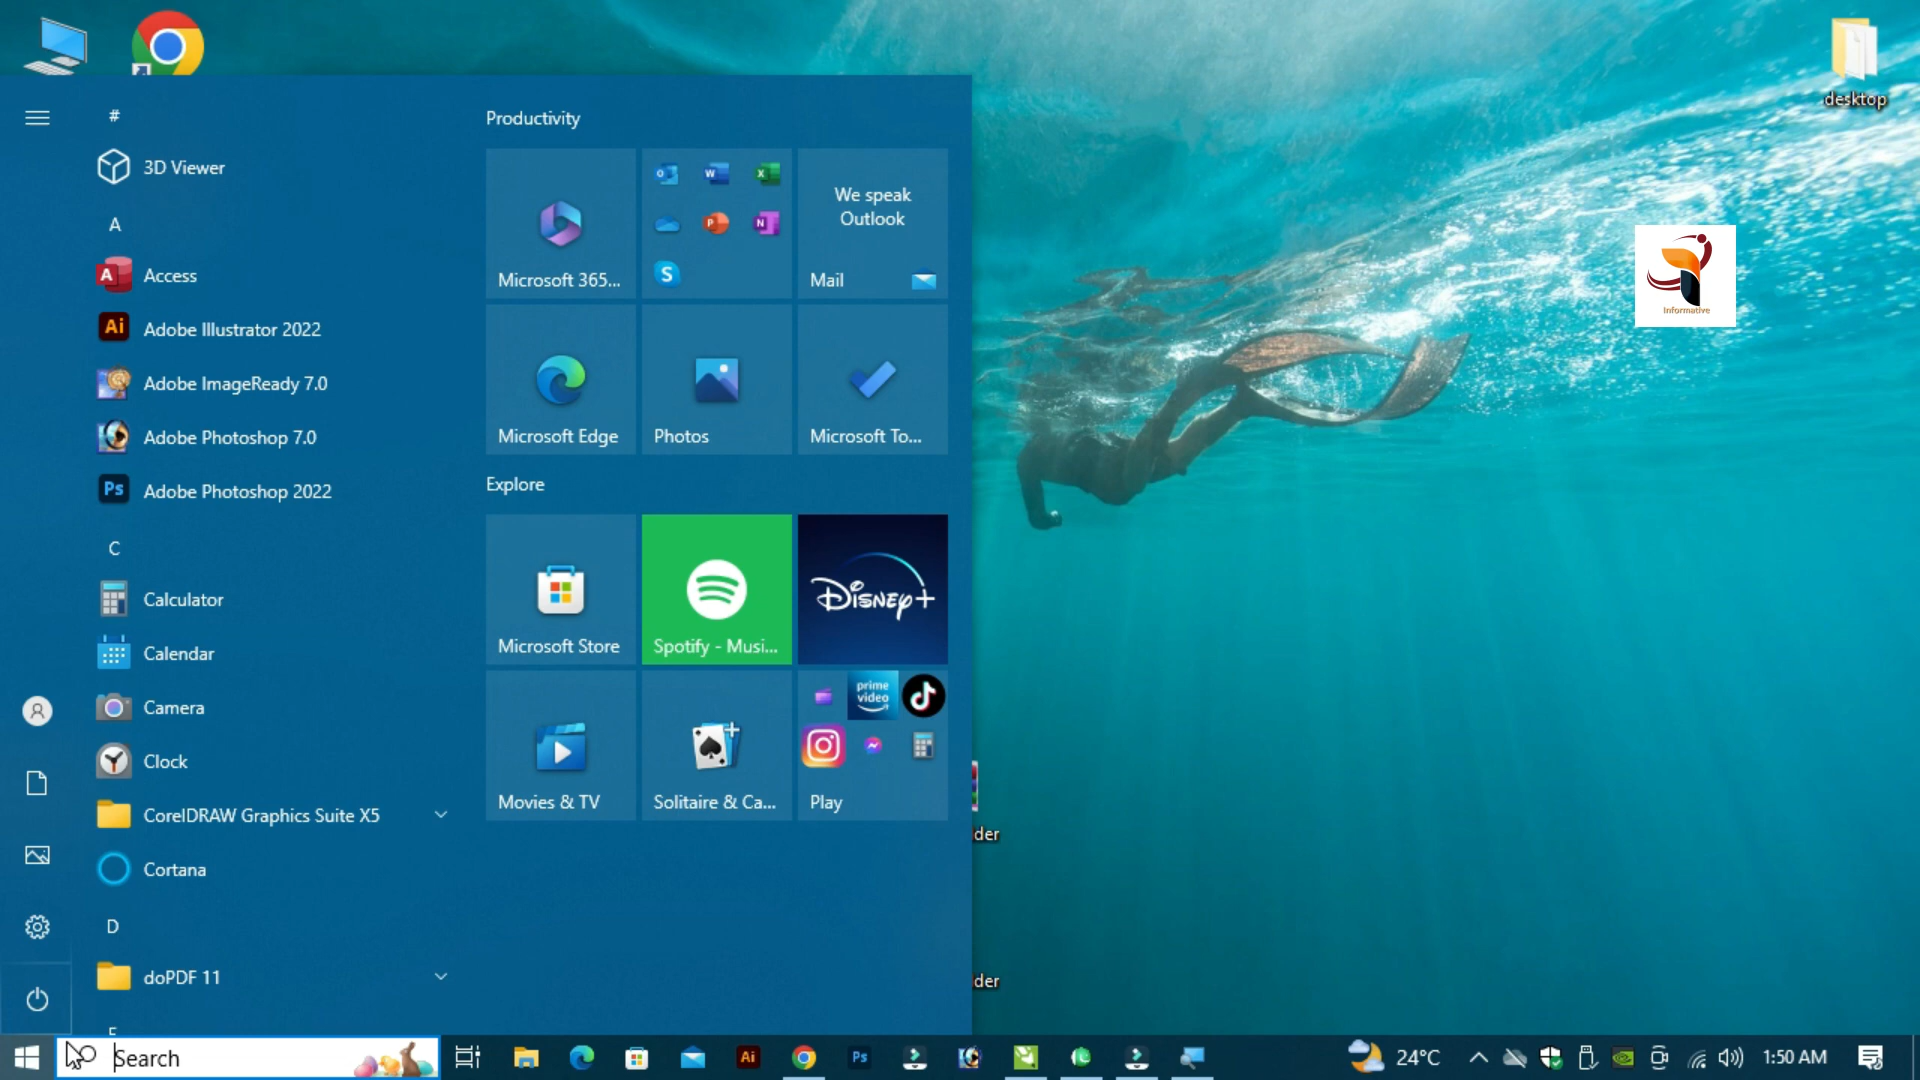 desktop
#
3D Viewer
A
Access
Adobe Illustrator 2022
Adobe ImageReady 7.0
Adobe Photoshop 7.0
Adobe Photoshop 2022
C
Calculator
Calendar
Camera
Clock
CorelDRAW Graphics Suite X5
Cortana
D
doPDF 11
Productivity
Microsoft 365...
We speak
Outlook
Mail
Microsoft Edge
Photos
Microsoft To...
Explore
Microsoft Store
Spotify - Musi...
Disney+
Movies & TV
Solitaire & Ca...
prime
video
Play
Informative
der
der
Search
24°C
1:50 AM